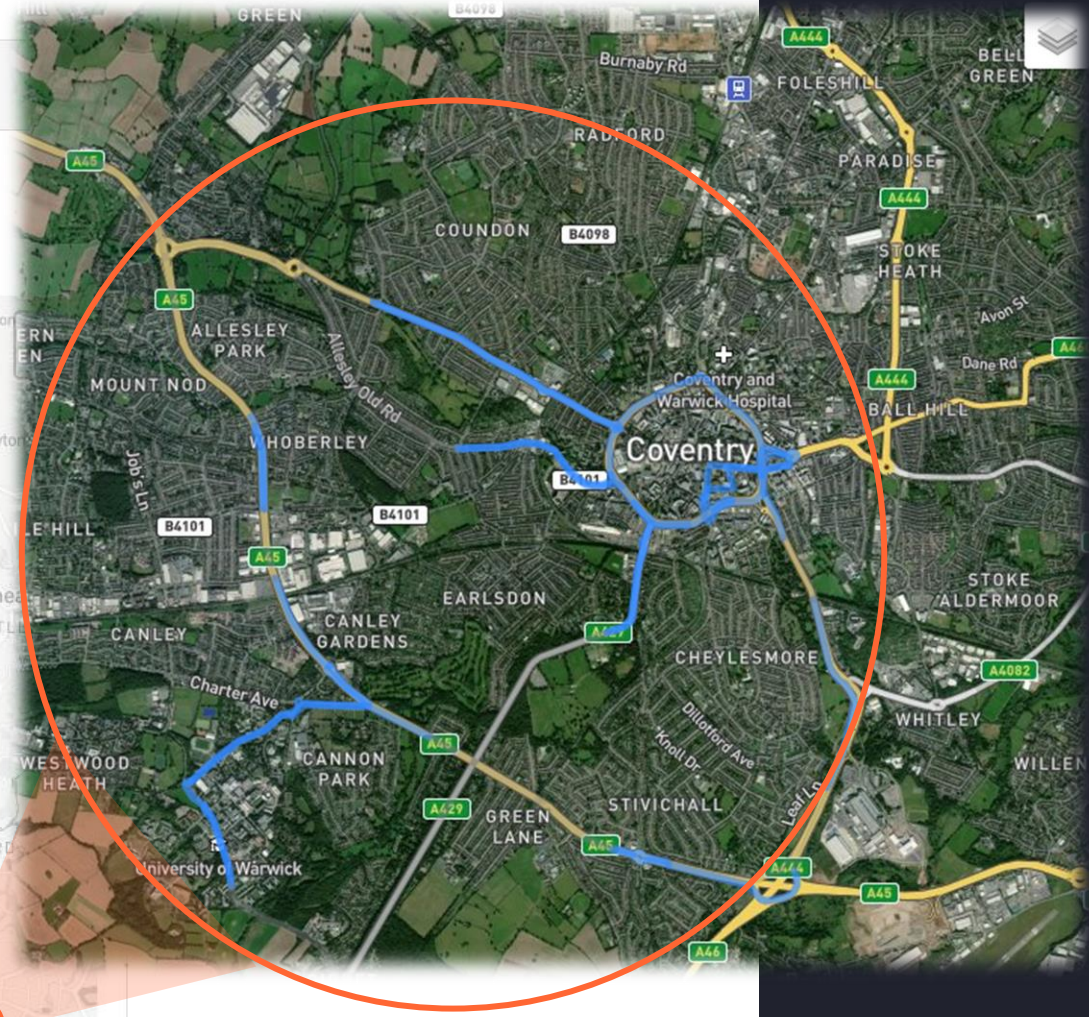 GREEN
B4098
Burnaby Rd
A444
BELL
GREEN
FOLESHILL
RADFORD
A45
PARADISE
A444
COUNDON
B4098
STOKE
HEATH
A45
Avon St
ALLESLEY
PARK
Allesley Old Rd
Dane Rd
A46
MOUNT NOD
Coventry and
Warwick Hospital
A444
BALL HILL
WHOBERLEY
Coventry
Job's Ln
B4101
B4101
B4101
LE HILL
A45
EARLSDON
STOKE
ALDERMOOR
CANLEY
CANLEY
GARDENS
CHEYLESMORE
A4082
Charter Ave
Dillotford Ave
WHITLEY
A45
Knoll Dr
WESTWOOD
HEATH
CANNON
PARK
WILLEN
A429
GREEN
LANE
STIVICHALL
Leaf Ln
A45
University of Warwick
A444
A45
A46